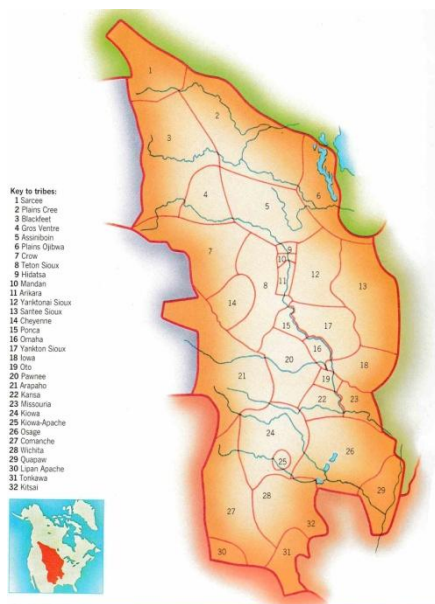 Key to tribes:
1 Sarcee
2 Plains Cree
3 Blackfeet
4 Gros Ventre
5 Assiniboin
6 Plains Ojibwa
7 Crow
8 Teton Sioux
9 Hidatsa
10 Mandan
11 Arikara
12 Yanktonai Sioux
13 Santee Sioux
14 Cheyenne
15 Ponca
16 Omaha
17 Yankton Sioux
18 Iowa
19 Oto
20 Pawnee
21 Arapaho
22 Kansa
23 Missouria
24 Kiowa
25 Kiowa-Apache
26 Osage
27 Comanche
28 Wichita
29 Quapaw
30 Lipan Apache
31 Tonkawa
32 Kitsai
1
2
3
4
5
6
7
8
9
10
11
12
13
14
15
16
17
18
19
20
21
22
23
24
25
26
27
28
29
30
31
32